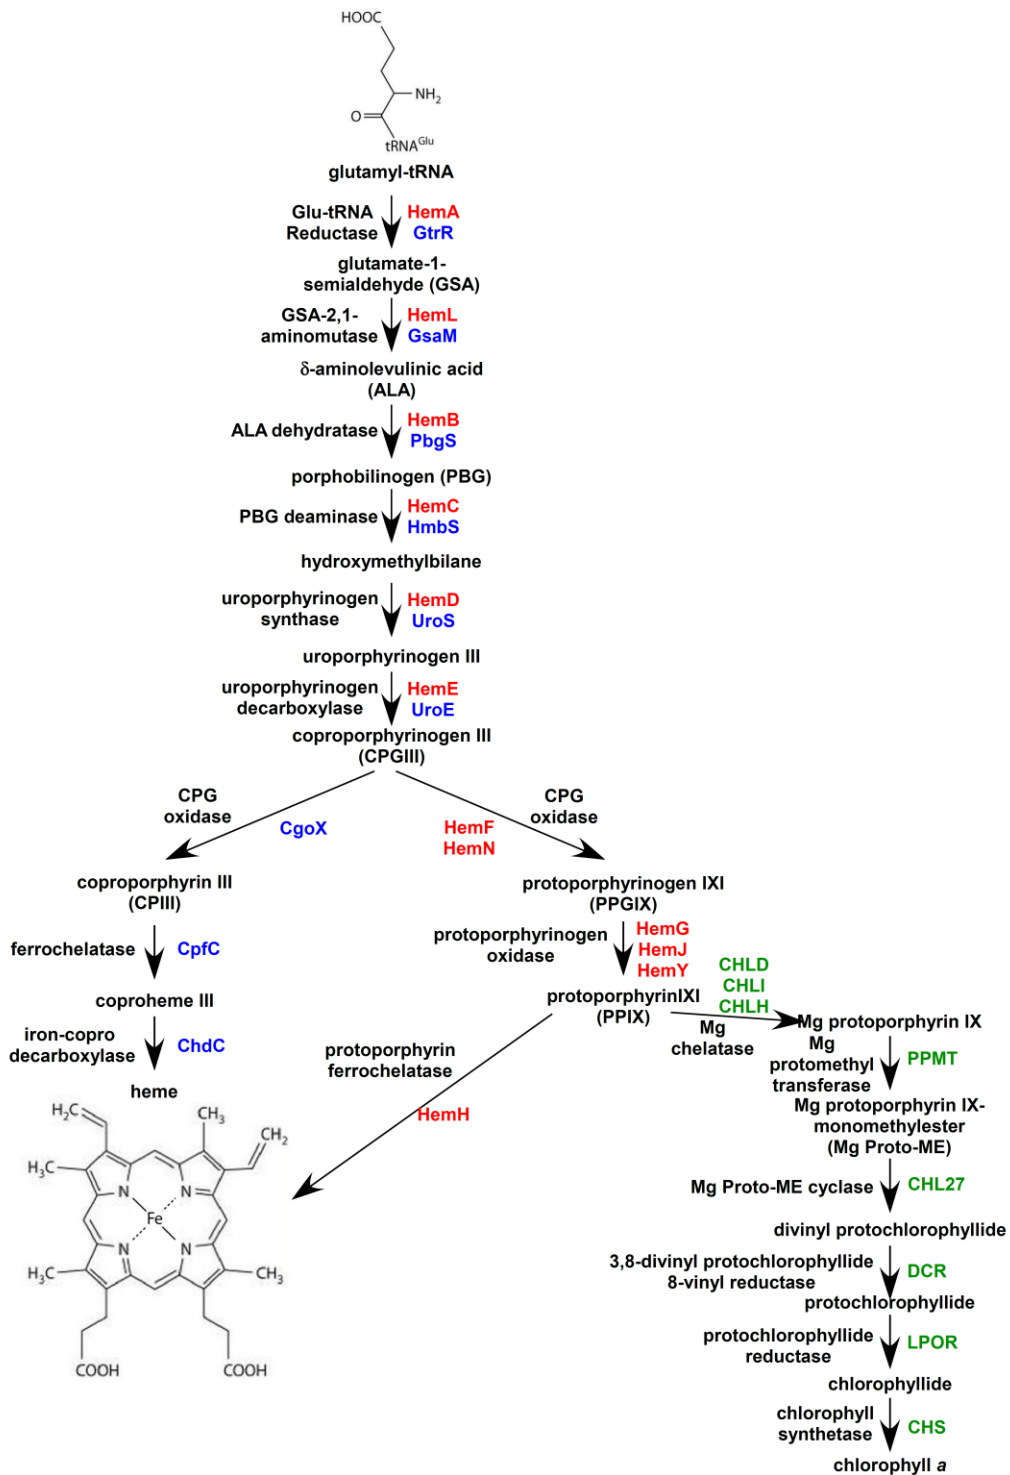 HOOC
NH2
O
tRNAGlu
glutamyl-tRNA
Glu-tRNA
Reductase
HemA
GtrR
glutamate-1-
semialdehyde (GSA)
GSA-2,1-
aminomutase
HemL
GsaM
δ-aminolevulinic acid
(ALA)
ALA dehydratase
HemB
PbgS
porphobilinogen (PBG)
PBG deaminase
HemC
HmbS
hydroxymethylbilane
uroporphyrinogen
synthase
HemD
UroS
uroporphyrinogen III
uroporphyrinogen
decarboxylase
HemE
UroE
coproporphyrinogen III
(CPGIII)
CPG
oxidase
CgoX
HemF
HemN
CPG
oxidase
coproporphyrin III
(CPIII)
ferrochelatase
CpfC
coproheme III
iron-copro
decarboxylase
ChdC
heme
protoporphyrinogen IXI
(PPGIX)
protoporphyrinogen
oxidase
HemG
HemJ
HemY
protoporphyrinIXI
(PPIX)
protoporphyrin
ferrochelatase
HemH
CHLD
CHLI
CHLH
Mg
chelatase
Mg protoporphyrin IX
Mg
protomethyl
transferase
PPMT
Mg protoporphyrin IX-
monomethylester
(Mg Proto-ME)
Mg Proto-ME cyclase
CHL27
divinyl protochlorophyllide
3,8-divinyl protochlorophyllide
8-vinyl reductase
DCR
protochlorophyllide
protochlorophyllide
reductase
LPOR
chlorophyllide
chlorophyll
synthetase
CHS
chlorophyll a
H2C
CH3
CH2
H3C
N
N
Fe
N
N
H3C
CH3
COOH
COOH